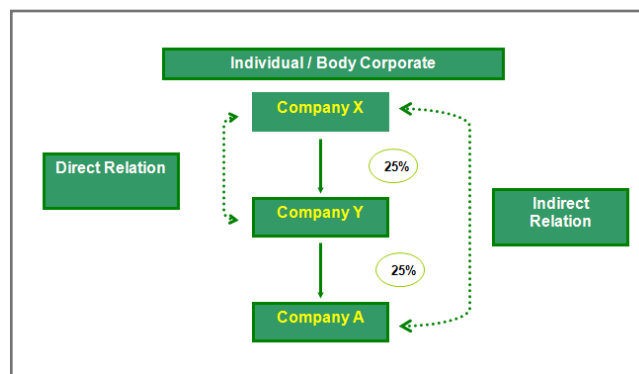 Individual / Body Corporate
Company X
25%
Direct Relation
Company Y
Indirect
Relation
25%
Company A